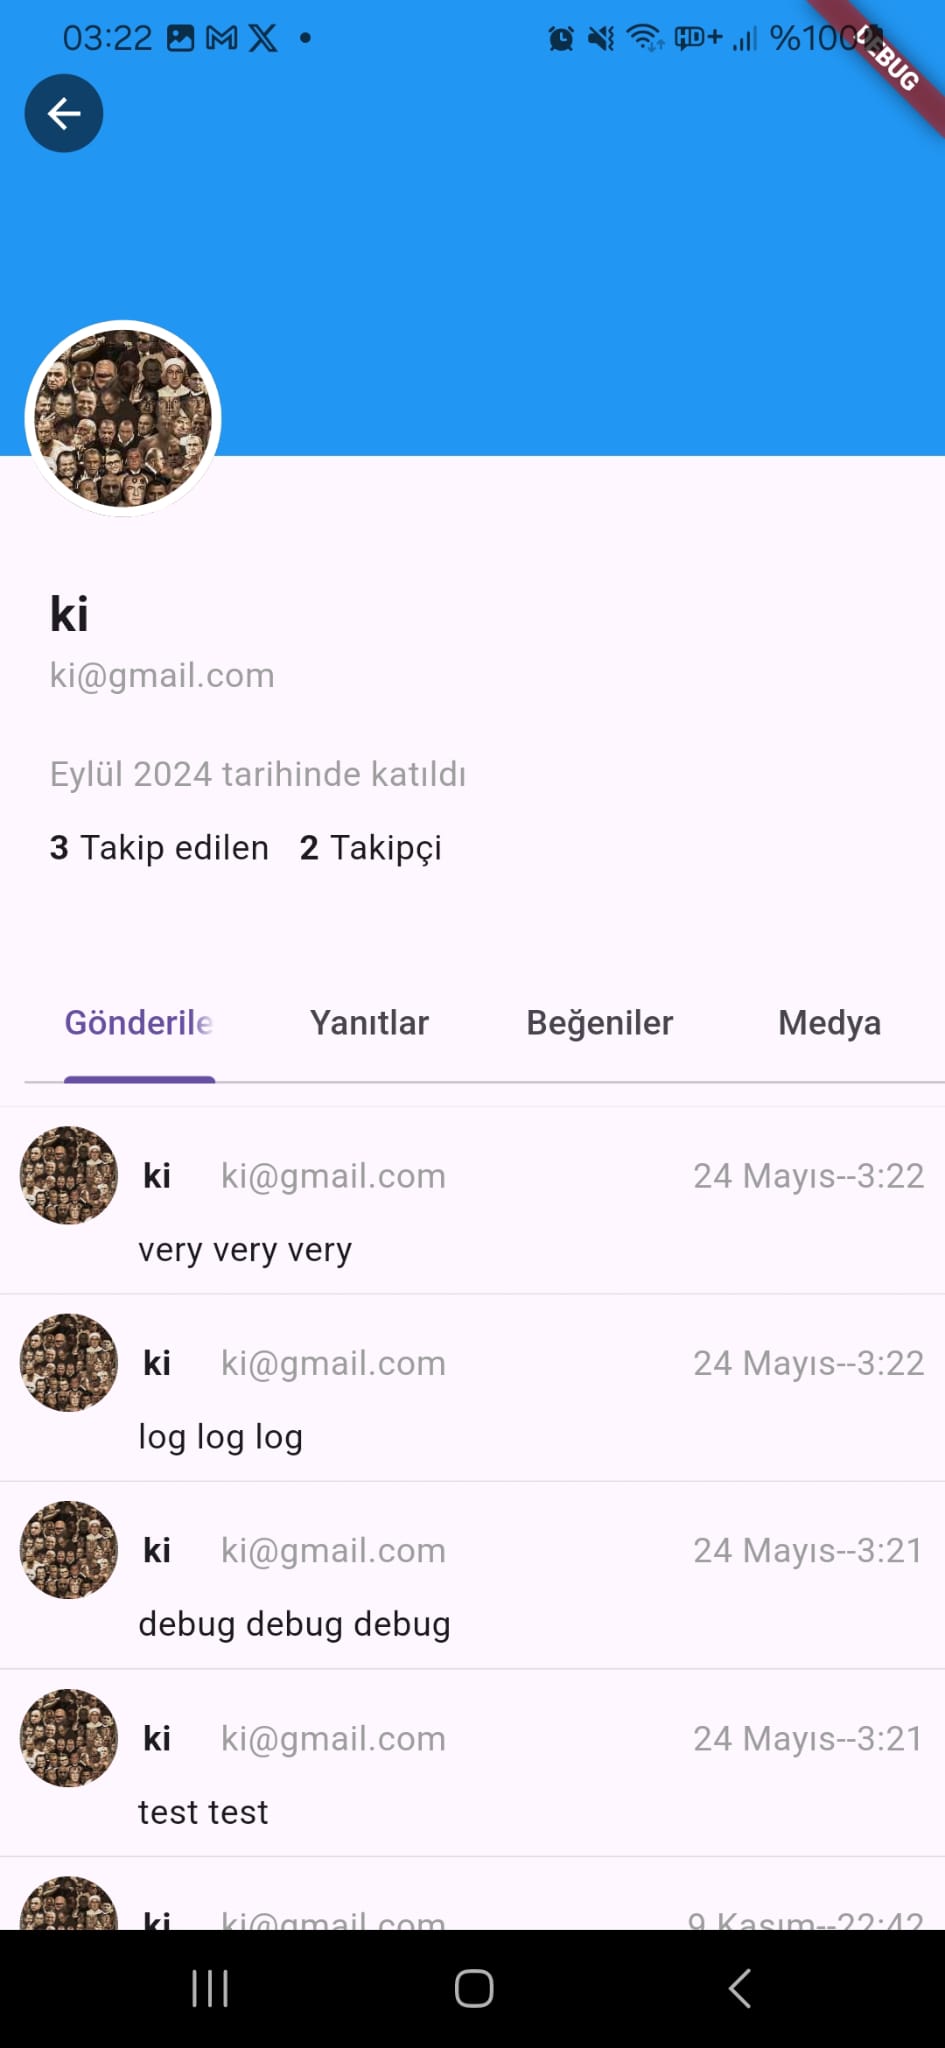 03:22 HD+ %100
DEBUG
ki
ki@gmail.com
Eylül 2024 tarihinde katıldı
3 Takip edilen 2 Takipçi
Gönderile Yanıtlar Beğeniler Medya
ki ki@gmail.com 24 Mayıs--3:22
very very very
ki ki@gmail.com 24 Mayıs--3:22
log log log
ki ki@gmail.com 24 Mayıs--3:21
debug debug debug
ki ki@gmail.com 24 Mayıs--3:21
test test
ki ki@gmail.com 9 Kasım--22:42